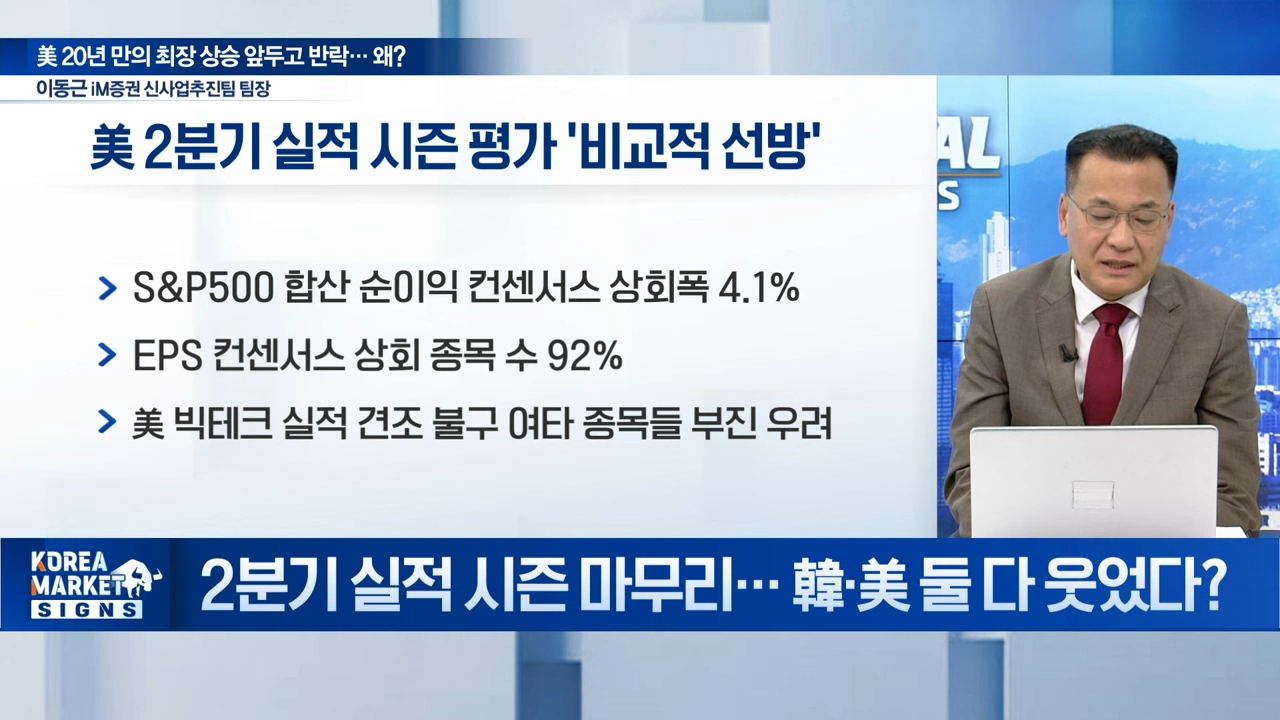 美 20년 만의 최장 상승 앞두고 반락… 왜?
이동근 iM증권 신사업추진팀 팀장
美 2분기 실적 시즌 평가 '비교적 선방'
S&P500 합산 순이익 컨센서스 상회폭 4.1%
EPS 컨센서스 상회 종목 수 92%
美 빅테크 실적 견조 불구 여타 종목들 부진 우려
AL
S
KOREA
MARKET
SIGNS
2분기 실적 시즌 마무리… 韓·美 둘 다 웃었다?